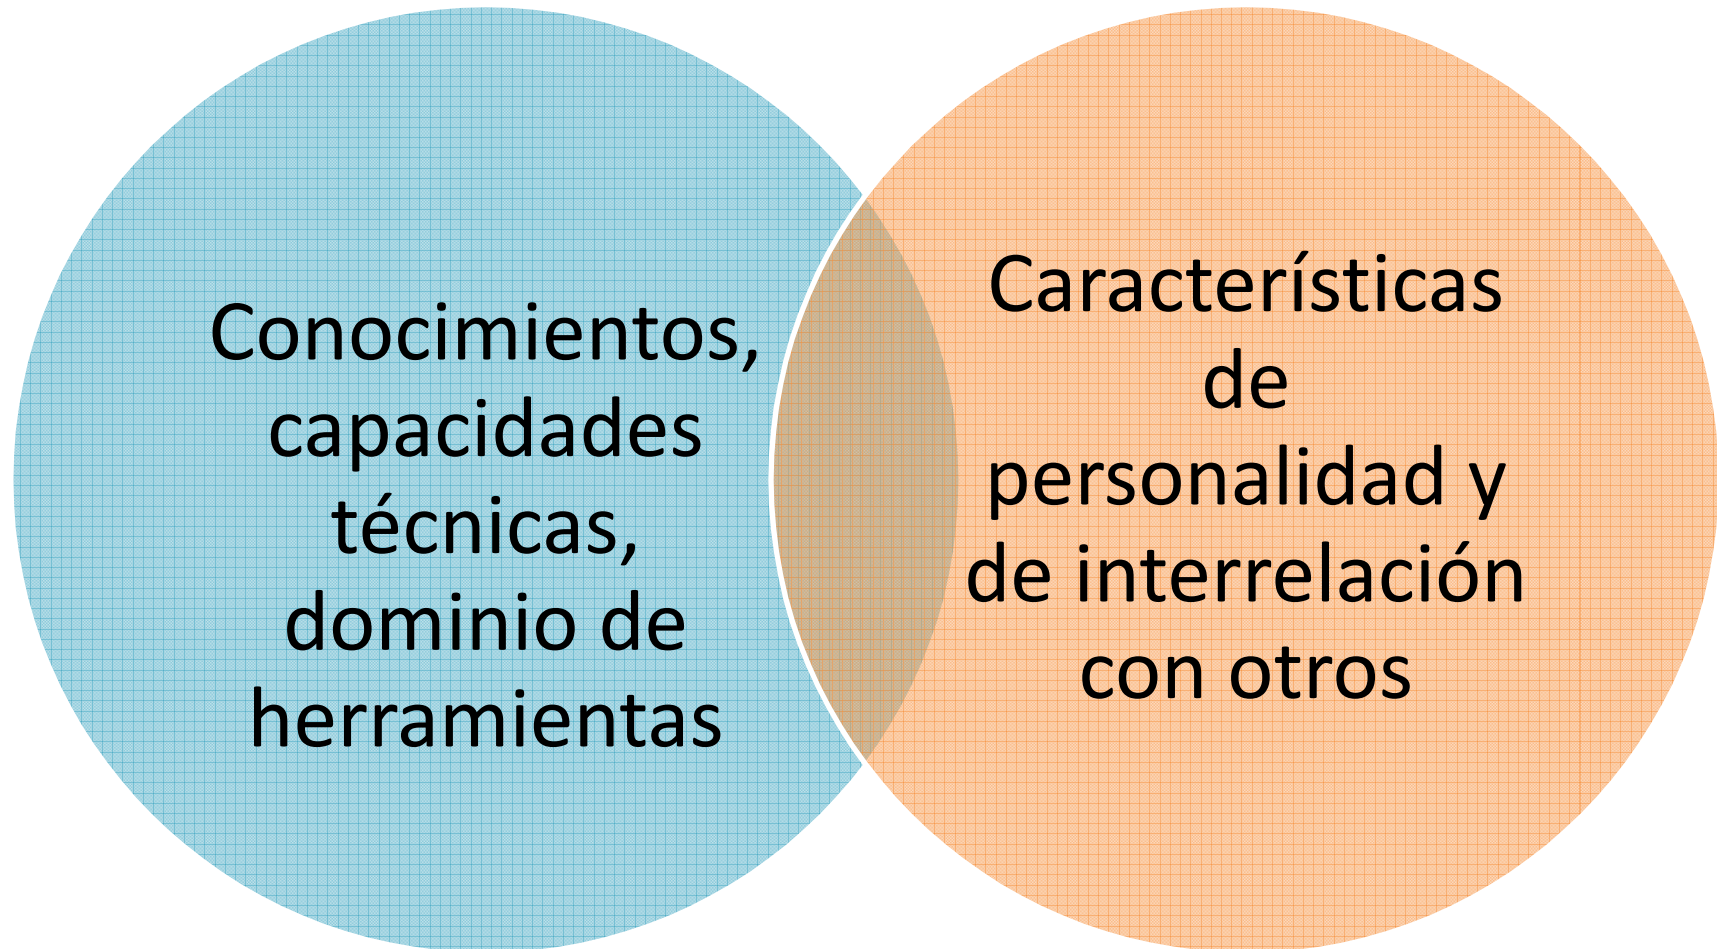 Conocimientos,
capacidades
técnicas,
dominio de
herramientas
Características
de
personalidad y
de interrelación
con otros